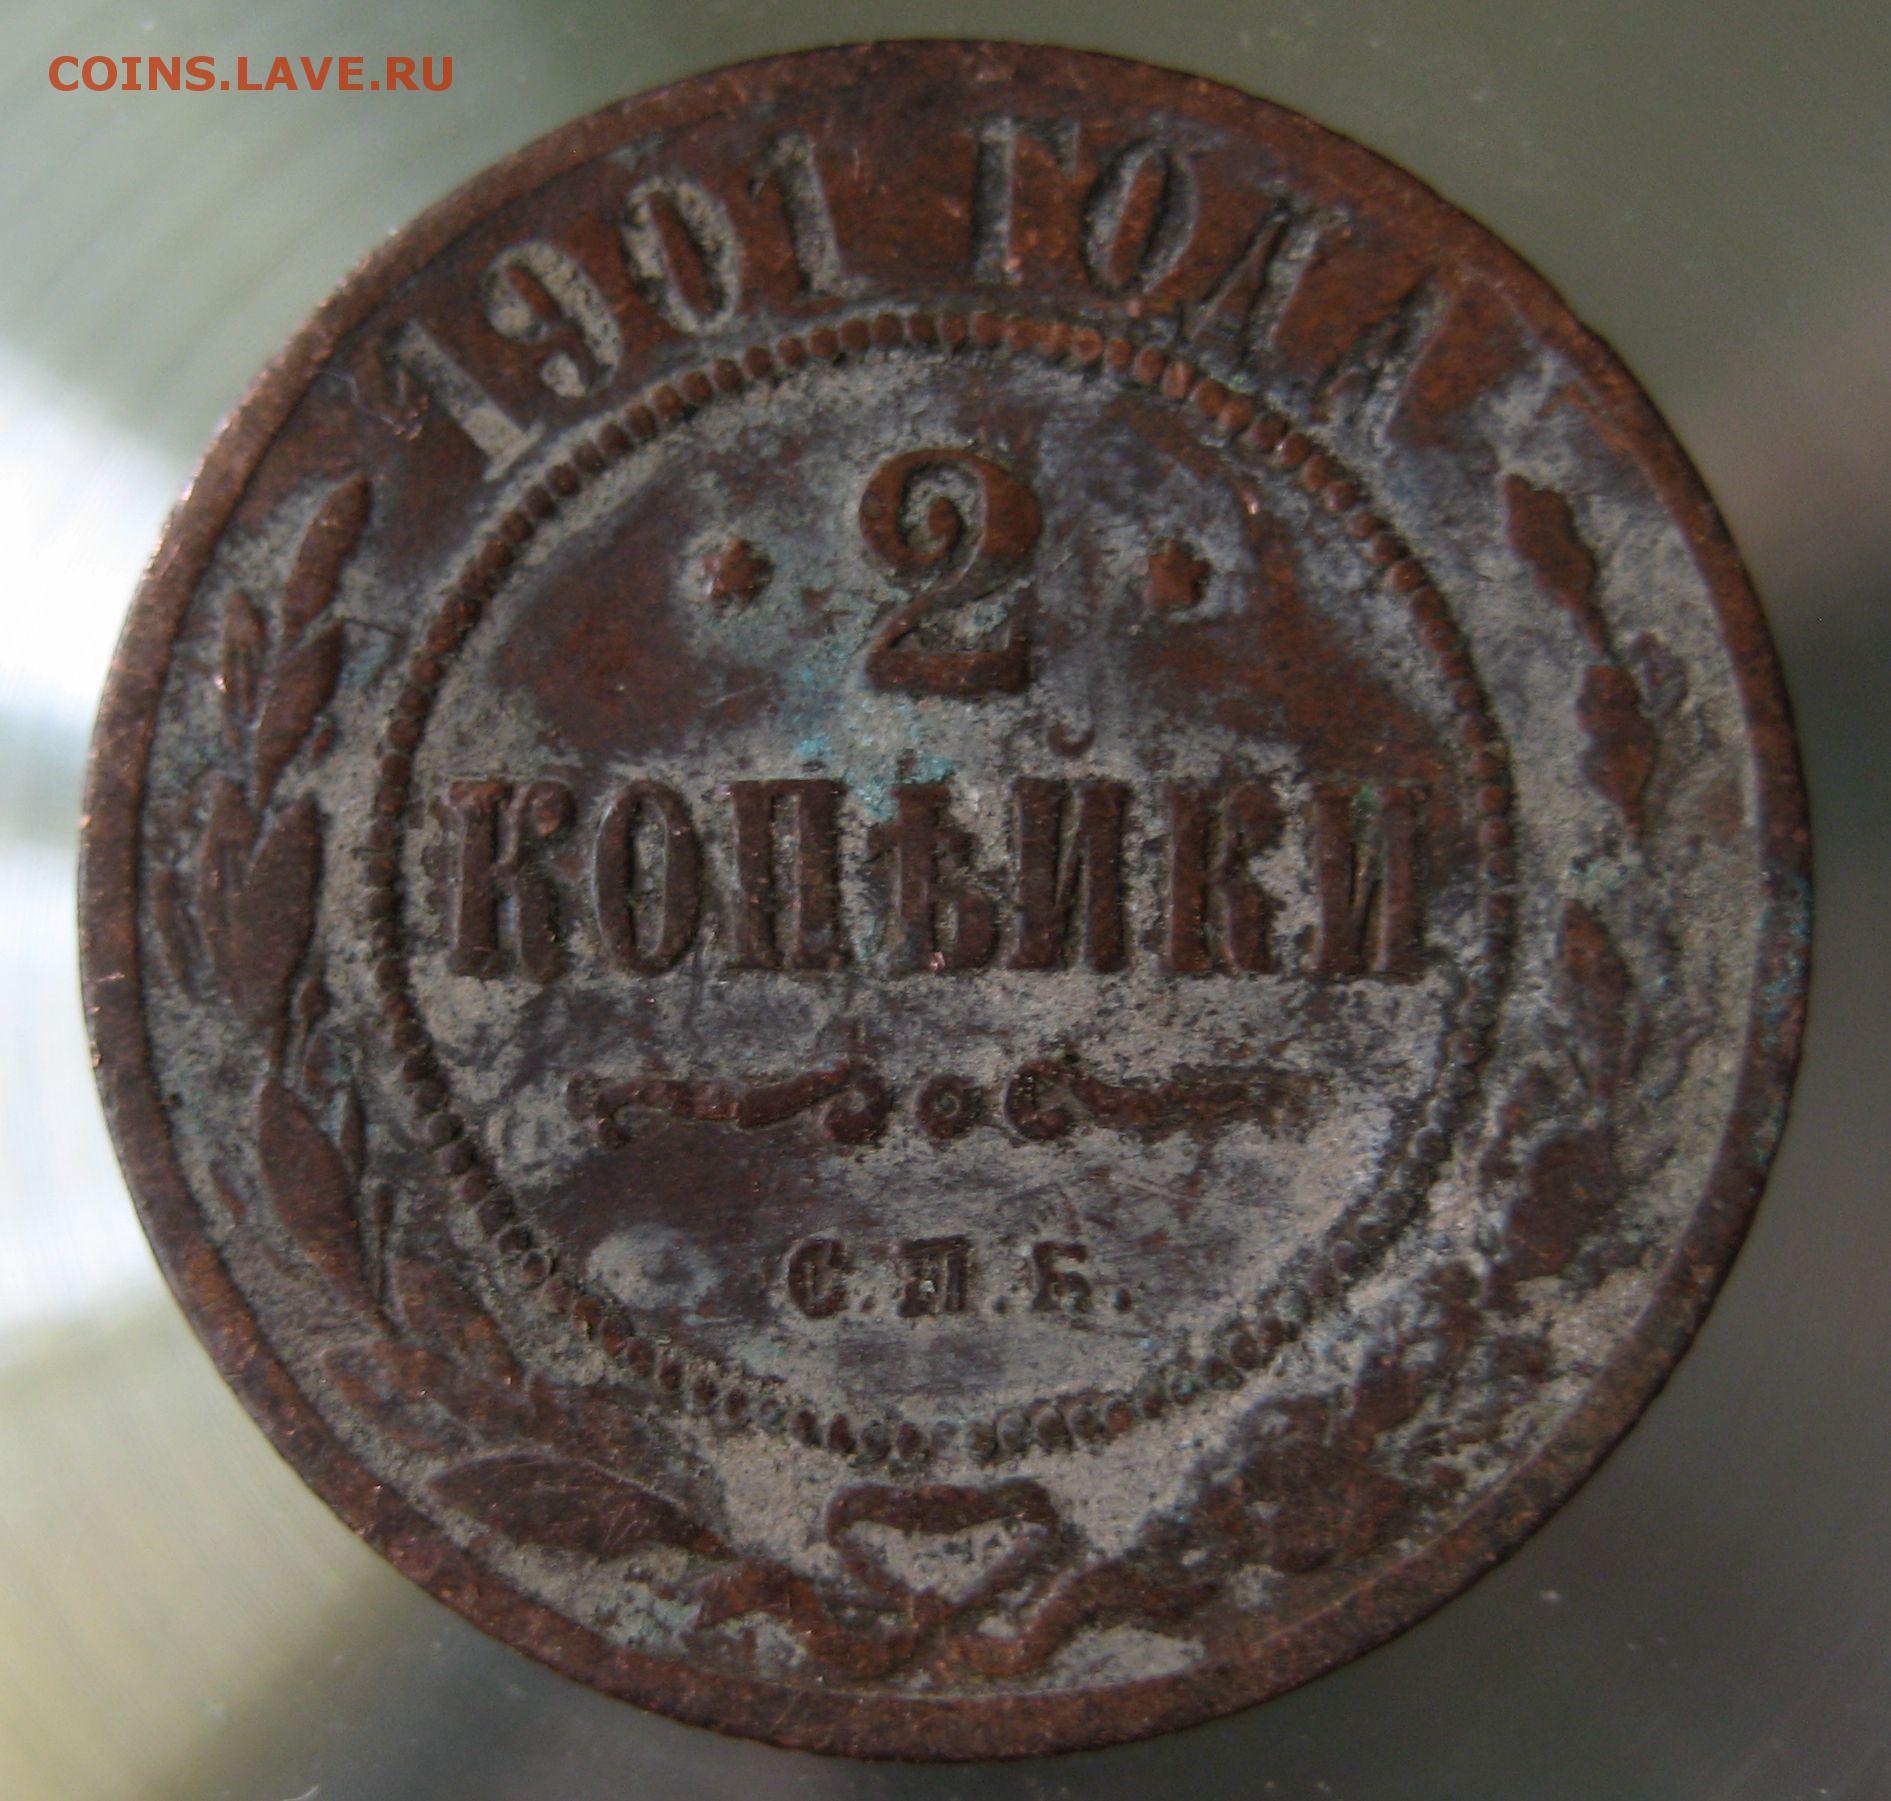 COINS.LAVE.RU
1901 ГОДА
2
КОПѢЙКИ
С.П.Б.